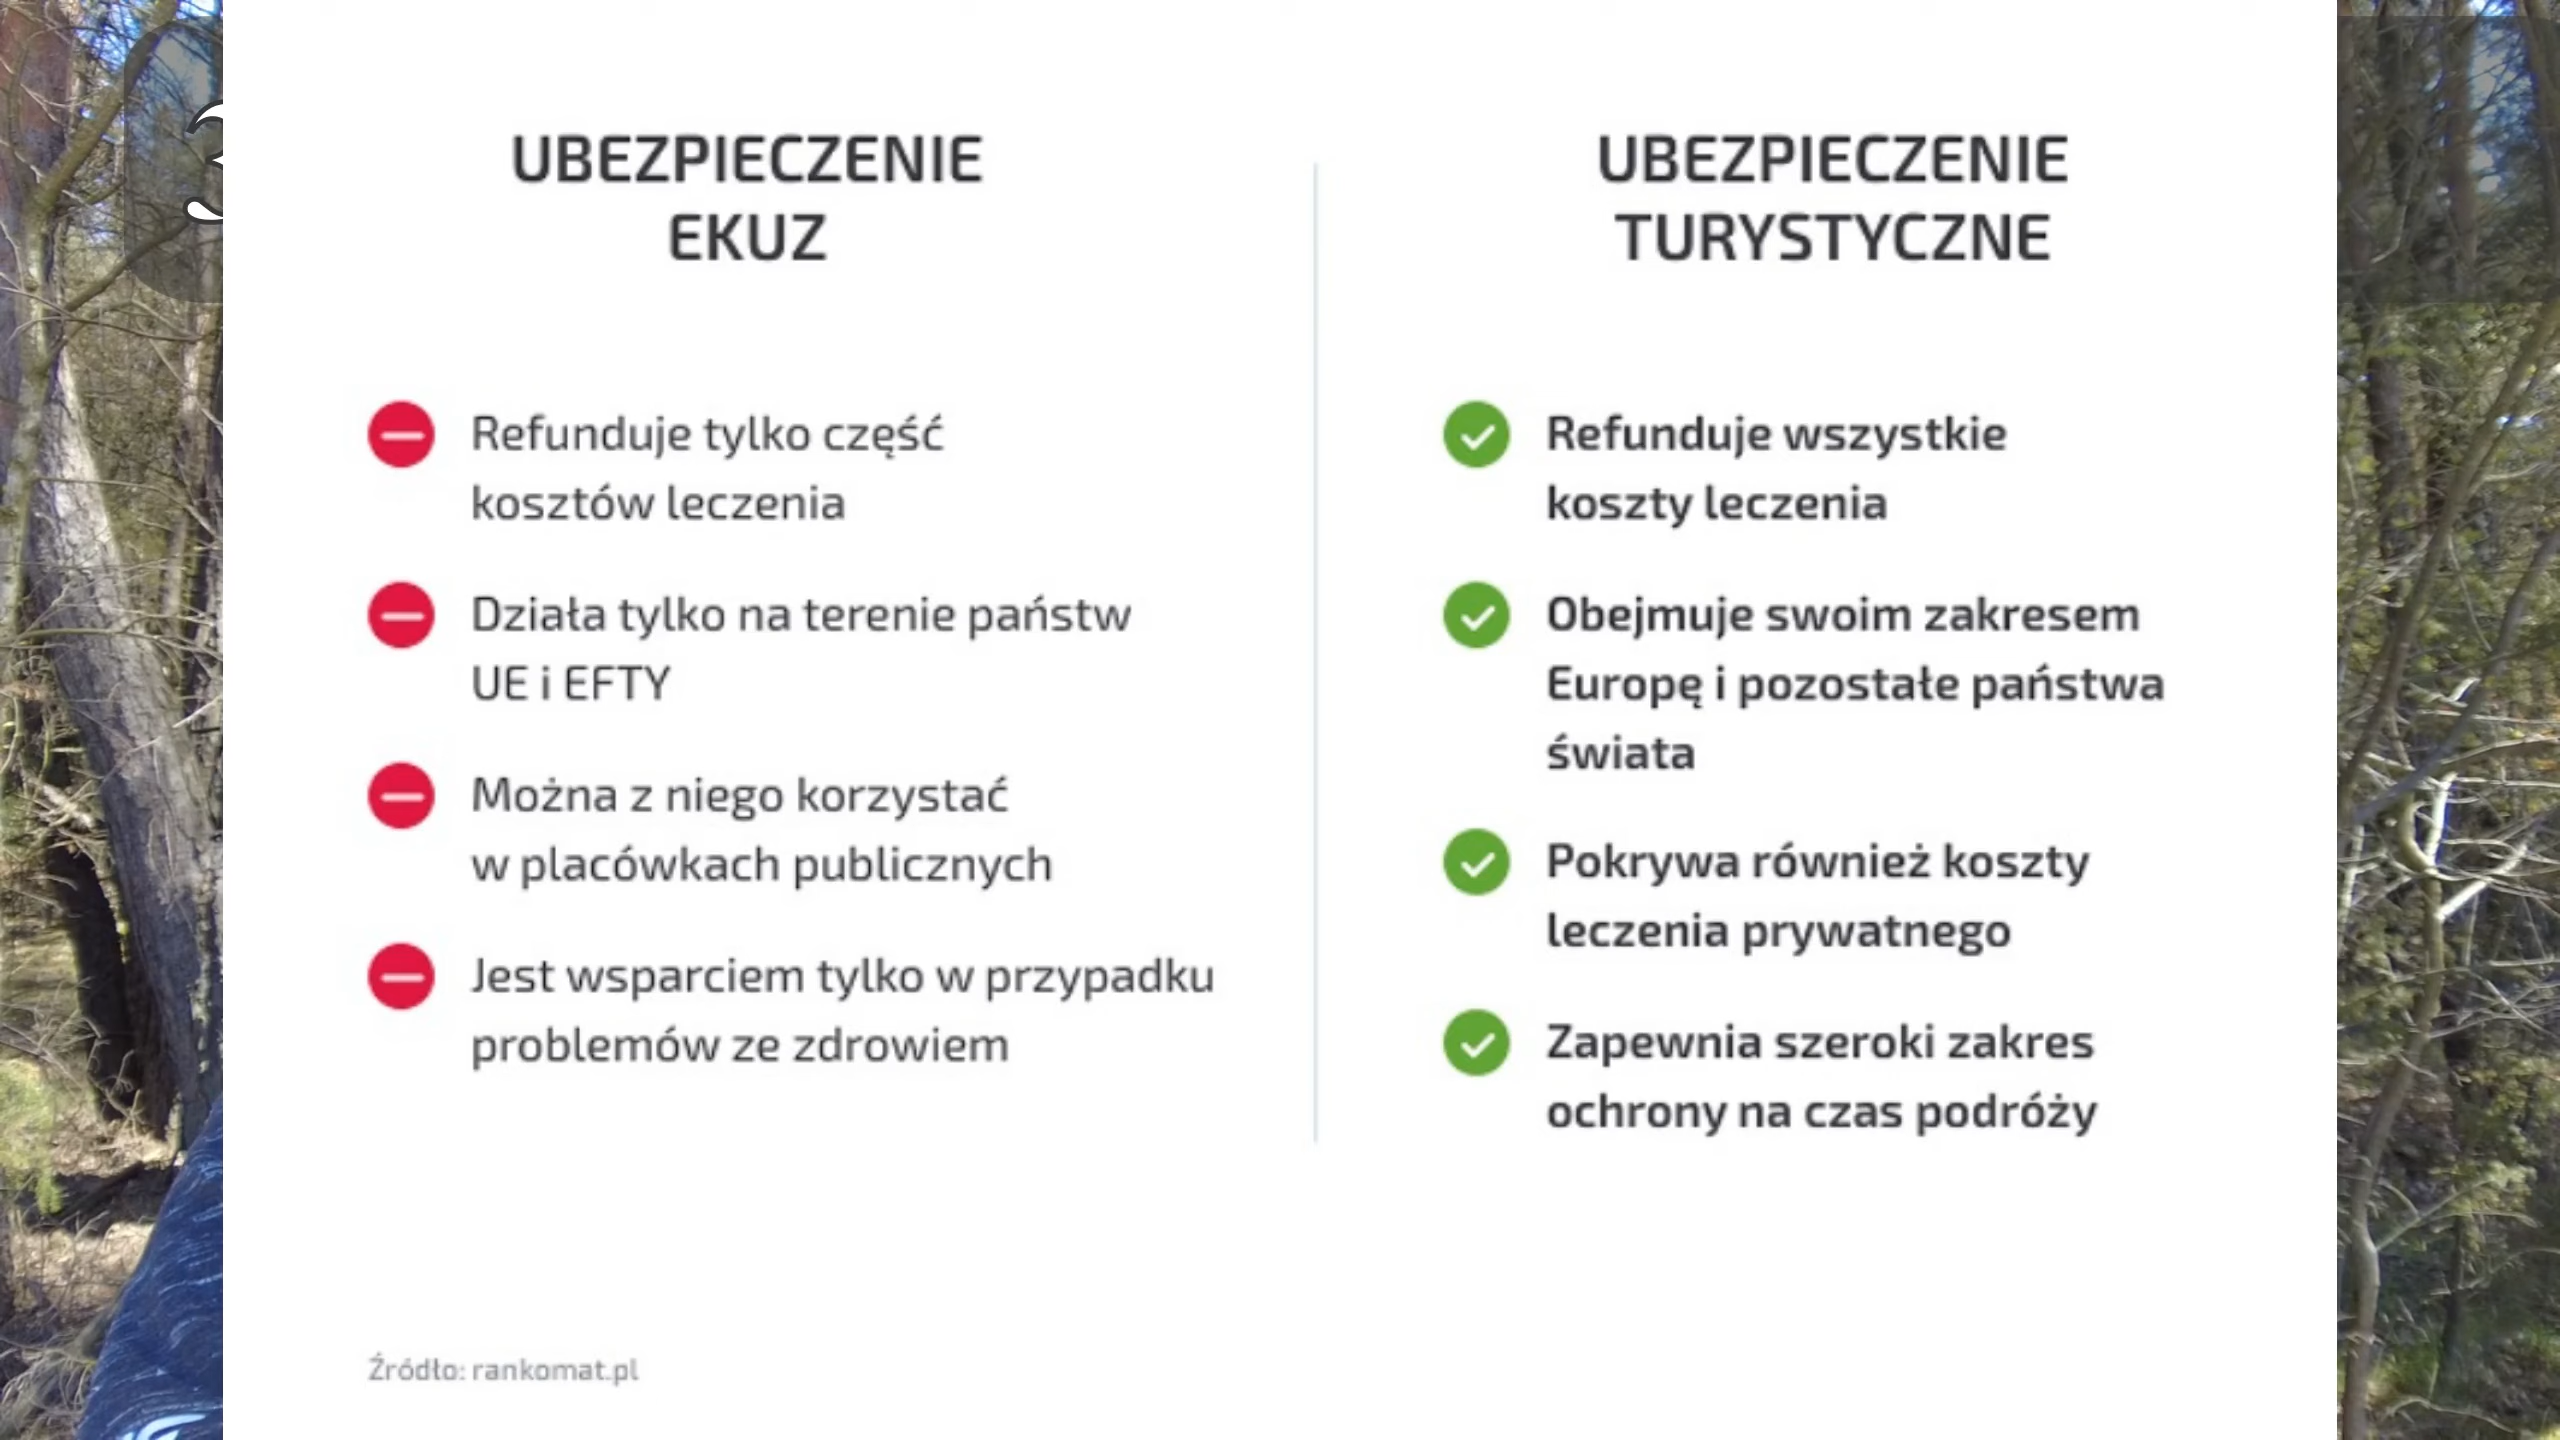 3
UBEZPIECZENIE
EKUZ
Refunduje tylko część
kosztów leczenia
Działa tylko na terenie państw
UE i EFTY
Można z niego korzystać
w placówkach publicznych
Jest wsparciem tylko w przypadku
problemów ze zdrowiem
UBEZPIECZENIE
TURYSTYCZNE
Refunduje wszystkie
koszty leczenia
Obejmuje swoim zakresem
Europę i pozostałe państwa
świata
Pokrywa również koszty
leczenia prywatnego
Zapewnia szeroki zakres
ochrony na czas podróży
Źródło: rankomat.pl